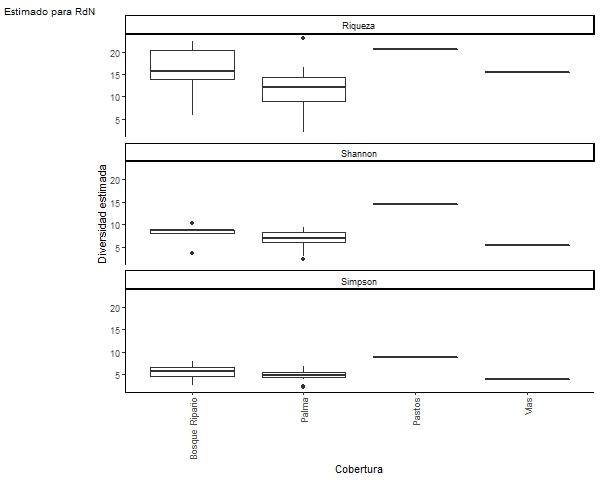 Estimado para RdN
Riqueza
20
15
10
5
Shannon
20
15
10
5
Simpson
20
15
10
5
Diversidad estimada
Bosque Ripario
Palma
Pastos
Vias
Cobertura